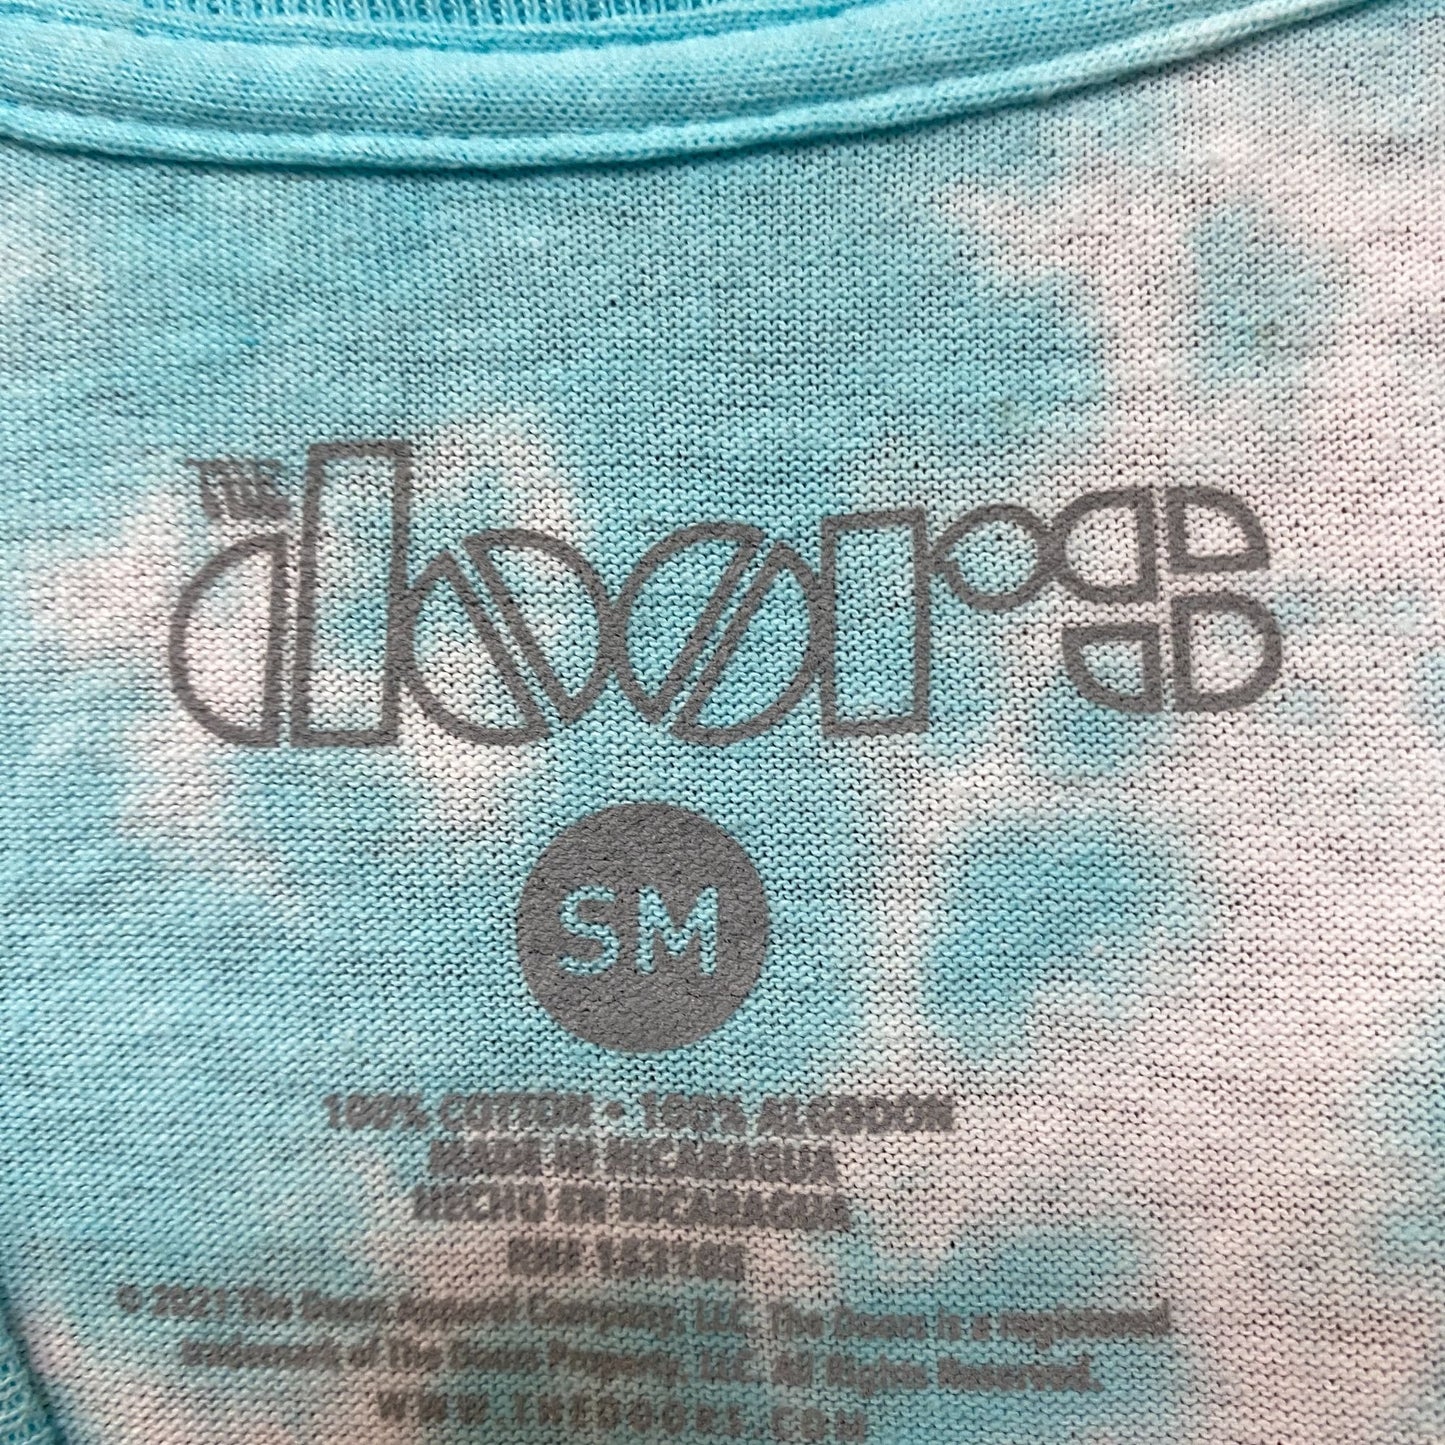 THE
doors
SM
100% COTTON • 100% ALGODON
MADE IN NICARAGUA
HECHO EN NICARAGUA
RN#
© 2021 The Doors Apparel Company, LLC. The Doors is a registered
trademark of The Doors Property, LLC. All Rights Reserved.
WWW.THEDOORS.COM